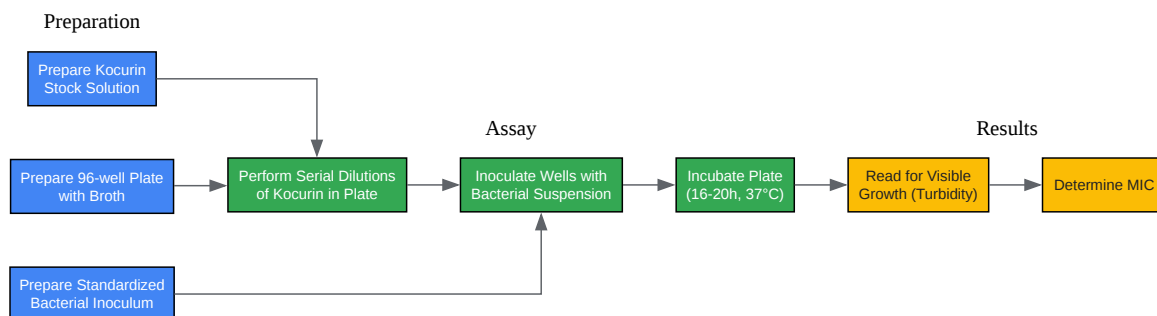 Preparation
Prepare Kocurin
Stock Solution
Assay
Results
Prepare 96-well Plate
with Broth
Perform Serial Dilutions
of Kocurin in Plate
Inoculate Wells with
Bacterial Suspension
Incubate Plate
(16-20h, 37°C)
Read for Visible
Growth (Turbidity)
Determine MIC
Prepare Standardized
Bacterial Inoculum